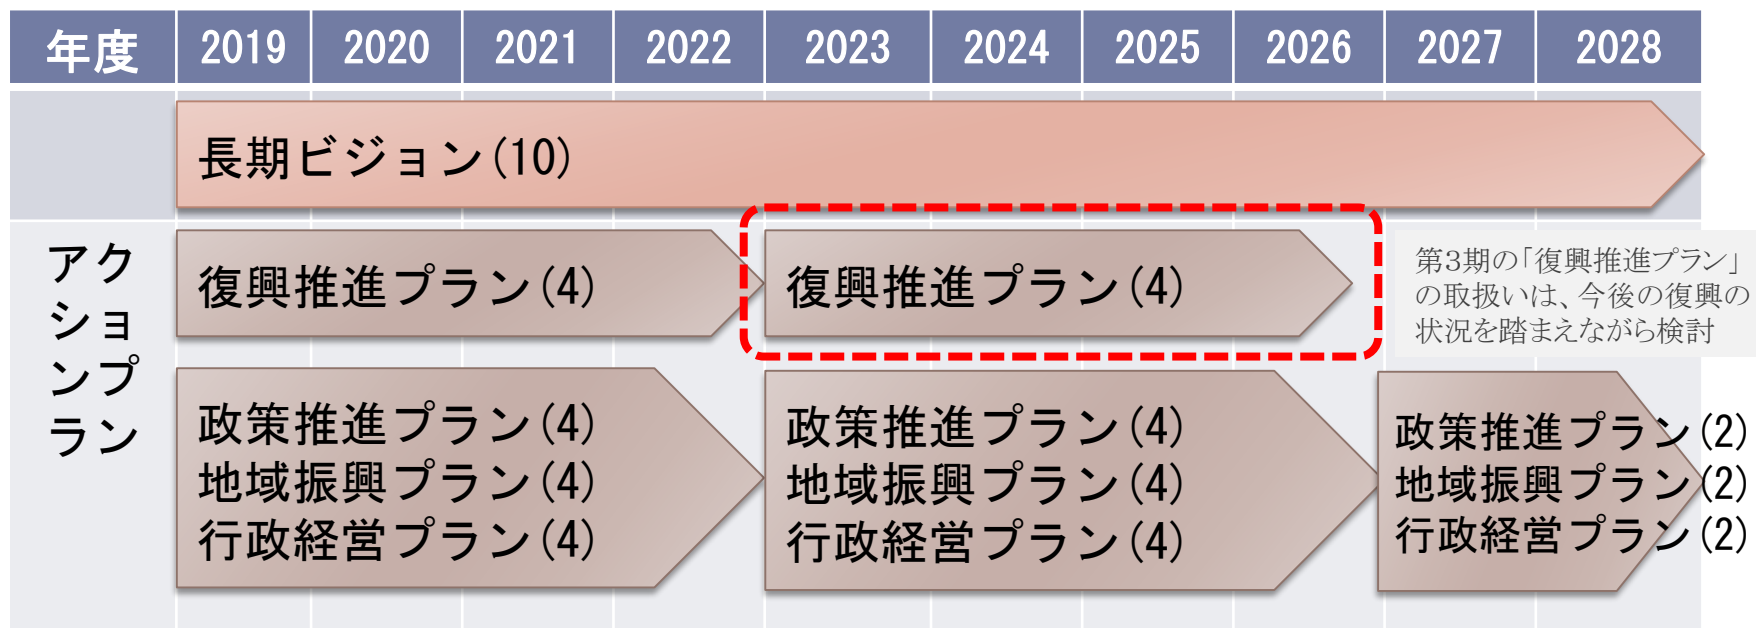 年度 2019 2020 2021 2022 2023 2024 2025 2026 2027 2028
長期ビジョン(10)
アク
ショ
ンプ
ラン
復興推進プラン(4)
復興推進プラン(4)
第3期の「復興推進プラン」
の取扱いは、今後の復興の
状況を踏まえながら検討
政策推進プラン(4)
地域振興プラン(4)
行政経営プラン(4)
政策推進プラン(4)
地域振興プラン(4)
行政経営プラン(4)
政策推進プラン(2)
地域振興プラン(2)
行政経営プラン(2)